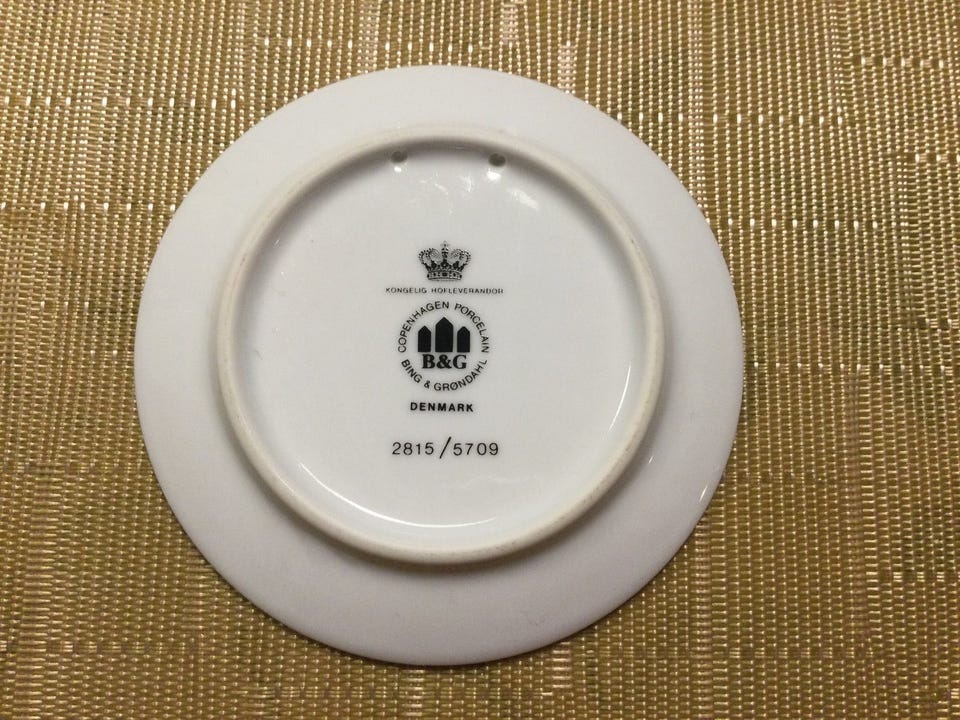 KONGELIG HOFLEVERANDØR
COPENHAGEN PORCELAIN
B&G
BING & GRØNDAHL
DENMARK
2815/5709